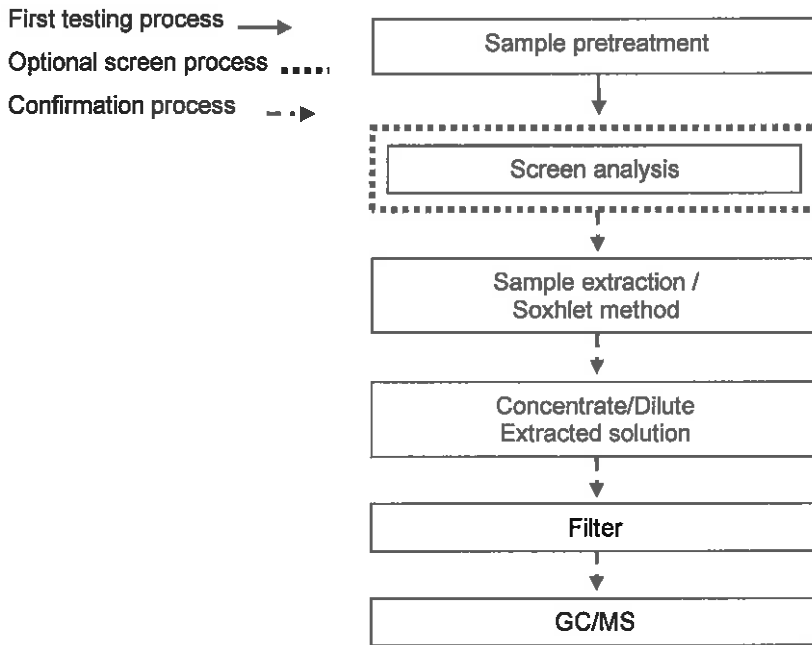 First testing process
Optional screen process
Confirmation process
Sample pretreatment
Screen analysis
Sample extraction /
Soxhlet method
Concentrate/Dilute
Extracted solution
Filter
GC/MS